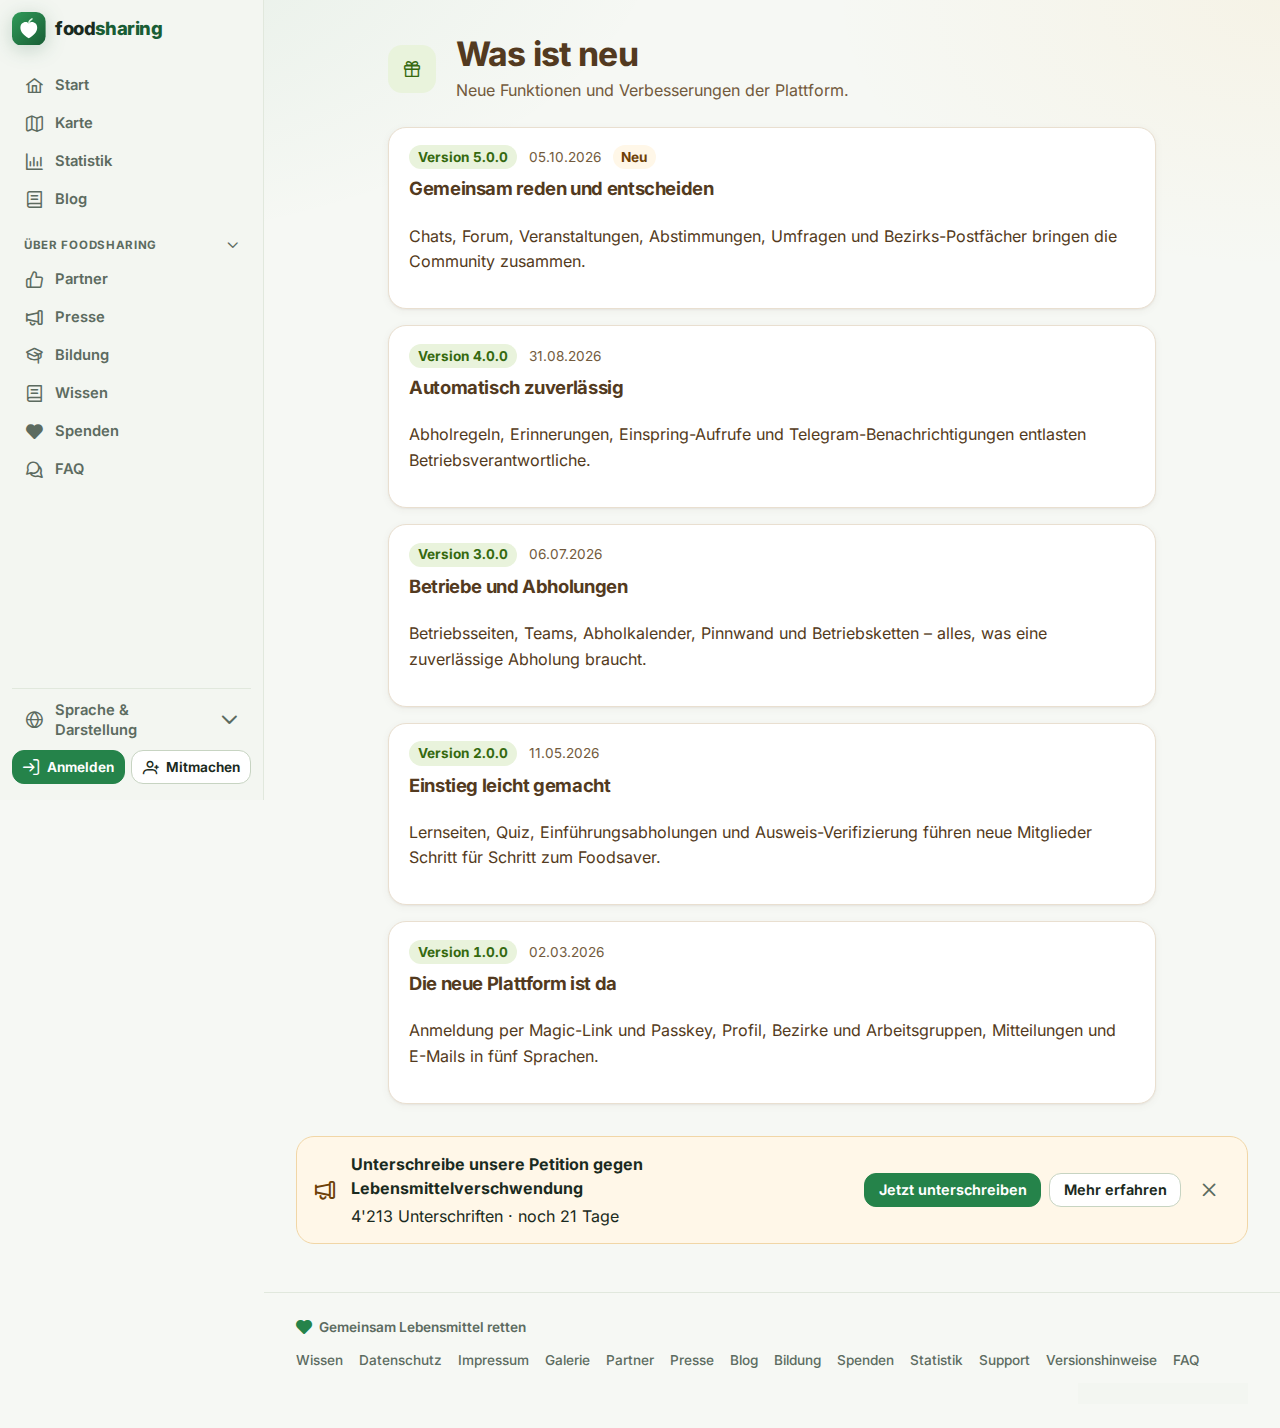 foodsharing
Start
Karte
Statistik
Blog
ÜBER FOODSHARING
Partner
Presse
Bildung
Wissen
Spenden
FAQ
Sprache &
Darstellung
Anmelden
Mitmachen
Was ist neu
Neue Funktionen und Verbesserungen der Plattform.
Version 5.0.0 05.10.2026 Neu
Gemeinsam reden und entscheiden
Chats, Forum, Veranstaltungen, Abstimmungen, Umfragen und Bezirks-Postfächer bringen die
Community zusammen.
Version 4.0.0 31.08.2026
Automatisch zuverlässig
Abholregeln, Erinnerungen, Einspring-Aufrufe und Telegram-Benachrichtigungen entlasten
Betriebsverantwortliche.
Version 3.0.0 06.07.2026
Betriebe und Abholungen
Betriebsseiten, Teams, Abholkalender, Pinnwand und Betriebsketten – alles, was eine
zuverlässige Abholung braucht.
Version 2.0.0 11.05.2026
Einstieg leicht gemacht
Lernseiten, Quiz, Einführungsabholungen und Ausweis-Verifizierung führen neue Mitglieder
Schritt für Schritt zum Foodsaver.
Version 1.0.0 02.03.2026
Die neue Plattform ist da
Anmeldung per Magic-Link und Passkey, Profil, Bezirke und Arbeitsgruppen, Mitteilungen und
E-Mails in fünf Sprachen.
Unterschreibe unsere Petition gegen
Lebensmittelverschwendung
4'213 Unterschriften · noch 21 Tage
Jetzt unterschreiben
Mehr erfahren
Gemeinsam Lebensmittel retten
Wissen Datenschutz Impressum Galerie Partner Presse Blog Bildung Spenden Statistik Support Versionshinweise FAQ